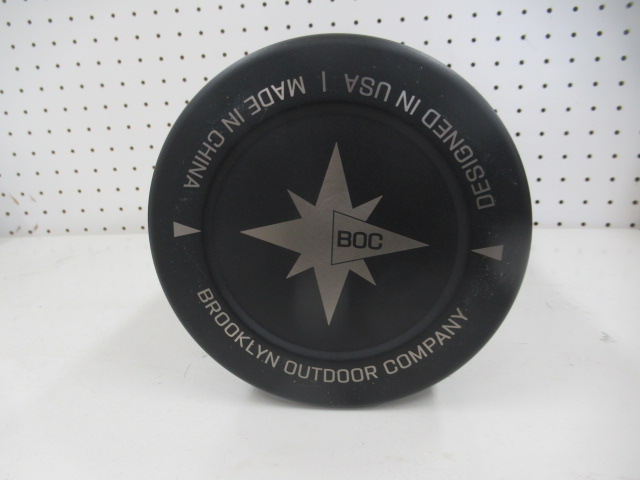 DESIGNED IN USA | MADE IN CHINA
BOC
BROOKLYN OUTDOOR COMPANY